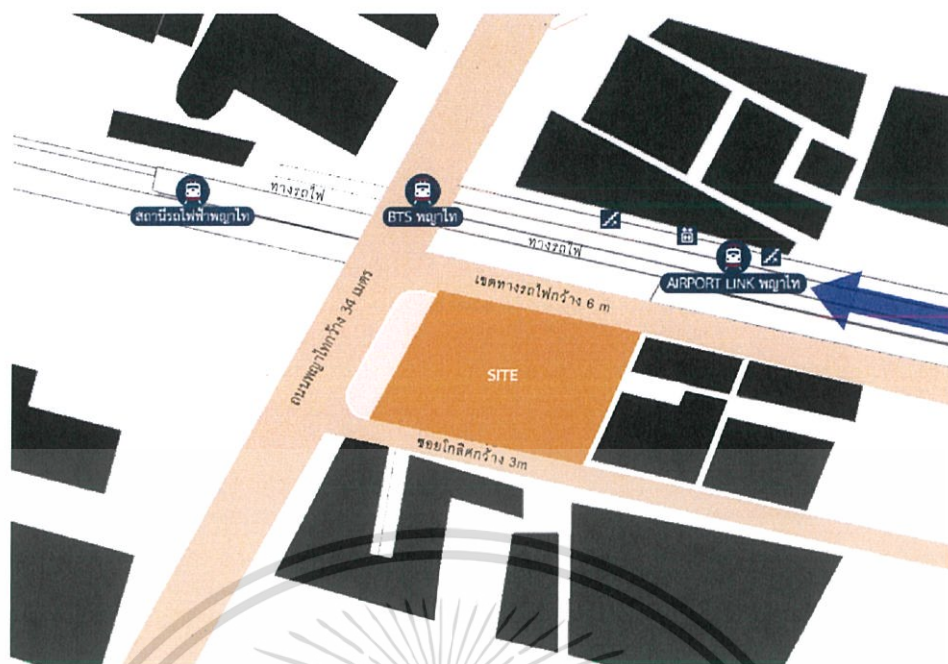 ทางรถไฟ
สถานีรถไฟฟ้าพญาไท
BTS พญาไท
ทางรถไฟ
AIRPORT LINK พญาไท
เขตทางรถไฟกว้าง 6 m
ถนนพญาไทกว้าง 34 เมตร
SITE
ซอยโกลิศกว้าง 3m